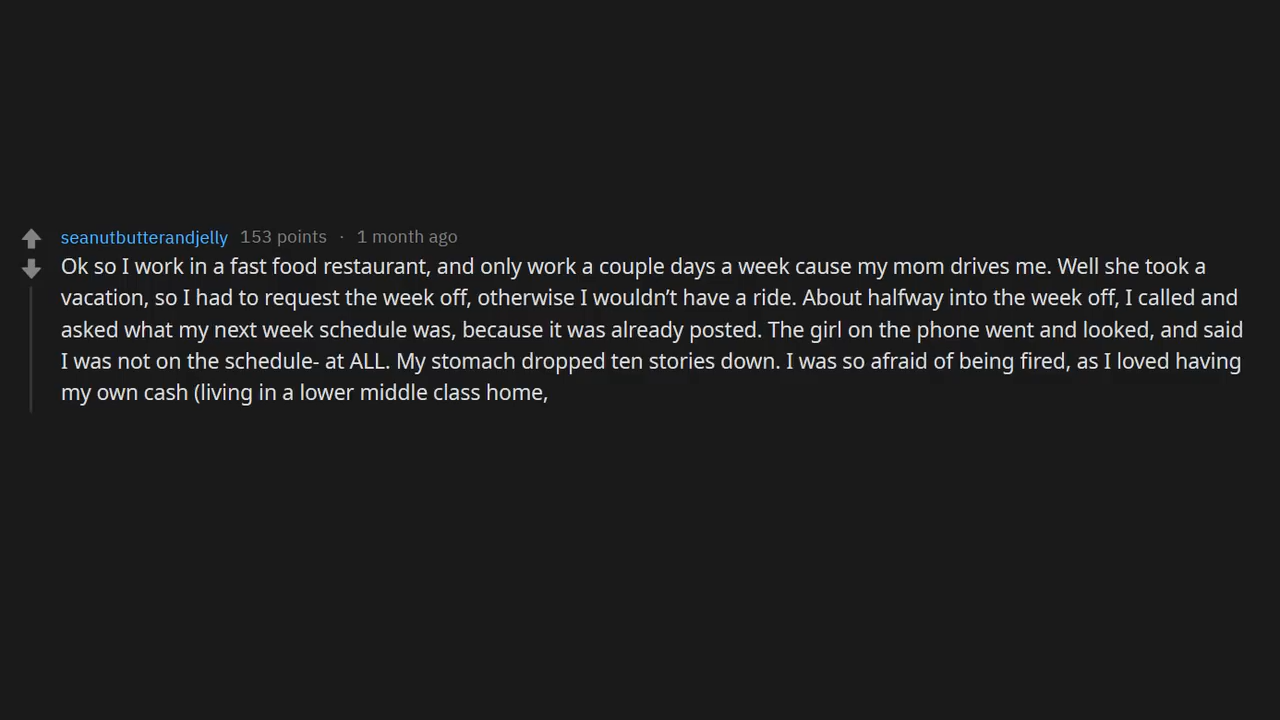 seanutbutterandjelly 153 points · 1 month ago
Ok so I work in a fast food restaurant, and only work a couple days a week cause my mom drives me. Well she took a
vacation, so I had to request the week off, otherwise I wouldn’t have a ride. About halfway into the week off, I called and
asked what my next week schedule was, because it was already posted. The girl on the phone went and looked, and said
I was not on the schedule- at ALL. My stomach dropped ten stories down. I was so afraid of being fired, as I loved having
my own cash (living in a lower middle class home,